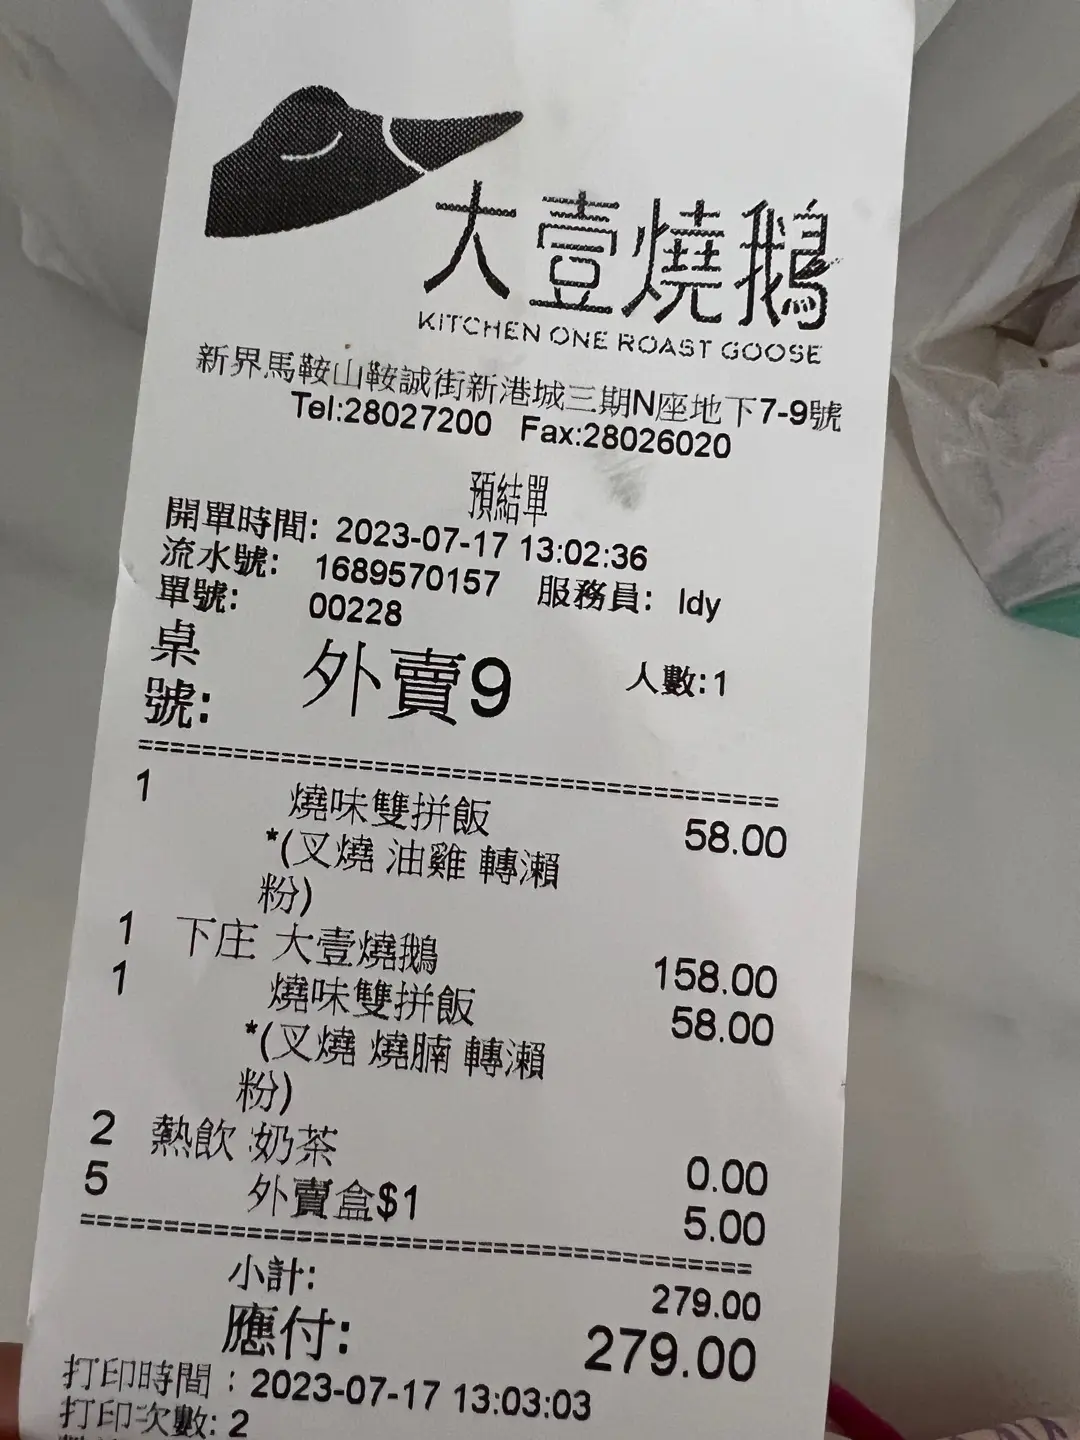 大壹燒鵝
KITCHEN ONE ROAST GOOSE
新界馬鞍山鞍誠街新港城三期N座地下7-9號
Tel:28027200 Fax:28026020
預結單
開單時間: 2023-07-17 13:02:36
流水號: 1689570157 服務員: ldy
單號: 00228
桌號: 外賣9 人數:1
1 燒味雙拼飯 58.00
*(叉燒 油雞 轉瀨
粉)
1 下庄 大壹燒鵝 158.00
1 燒味雙拼飯 58.00
*(叉燒 燒腩 轉瀨
粉)
2 熱飲 奶茶 0.00
5 外賣盒$1 5.00
小計: 279.00
應付: 279.00
打印時間：2023-07-17 13:03:03
打印次數: 2